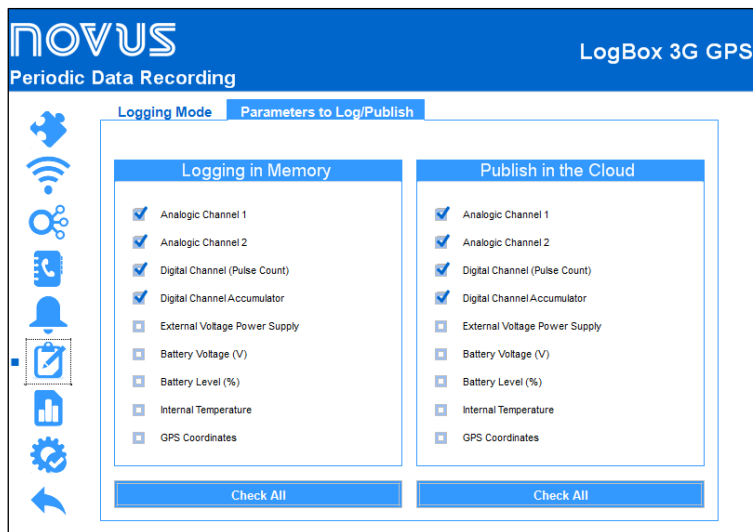 NOVUS
LogBox 3G GPS
Periodic Data Recording
Logging Mode
Parameters to Log/Publish
Logging in Memory
Analogic Channel 1
Analogic Channel 2
Digital Channel (Pulse Count)
Digital Channel Accumulator
External Voltage Power Supply
Battery Voltage (V)
Battery Level (%)
Internal Temperature
GPS Coordinates
Check All
Publish in the Cloud
Analogic Channel 1
Analogic Channel 2
Digital Channel (Pulse Count)
Digital Channel Accumulator
External Voltage Power Supply
Battery Voltage (V)
Battery Level (%)
Internal Temperature
GPS Coordinates
Check All